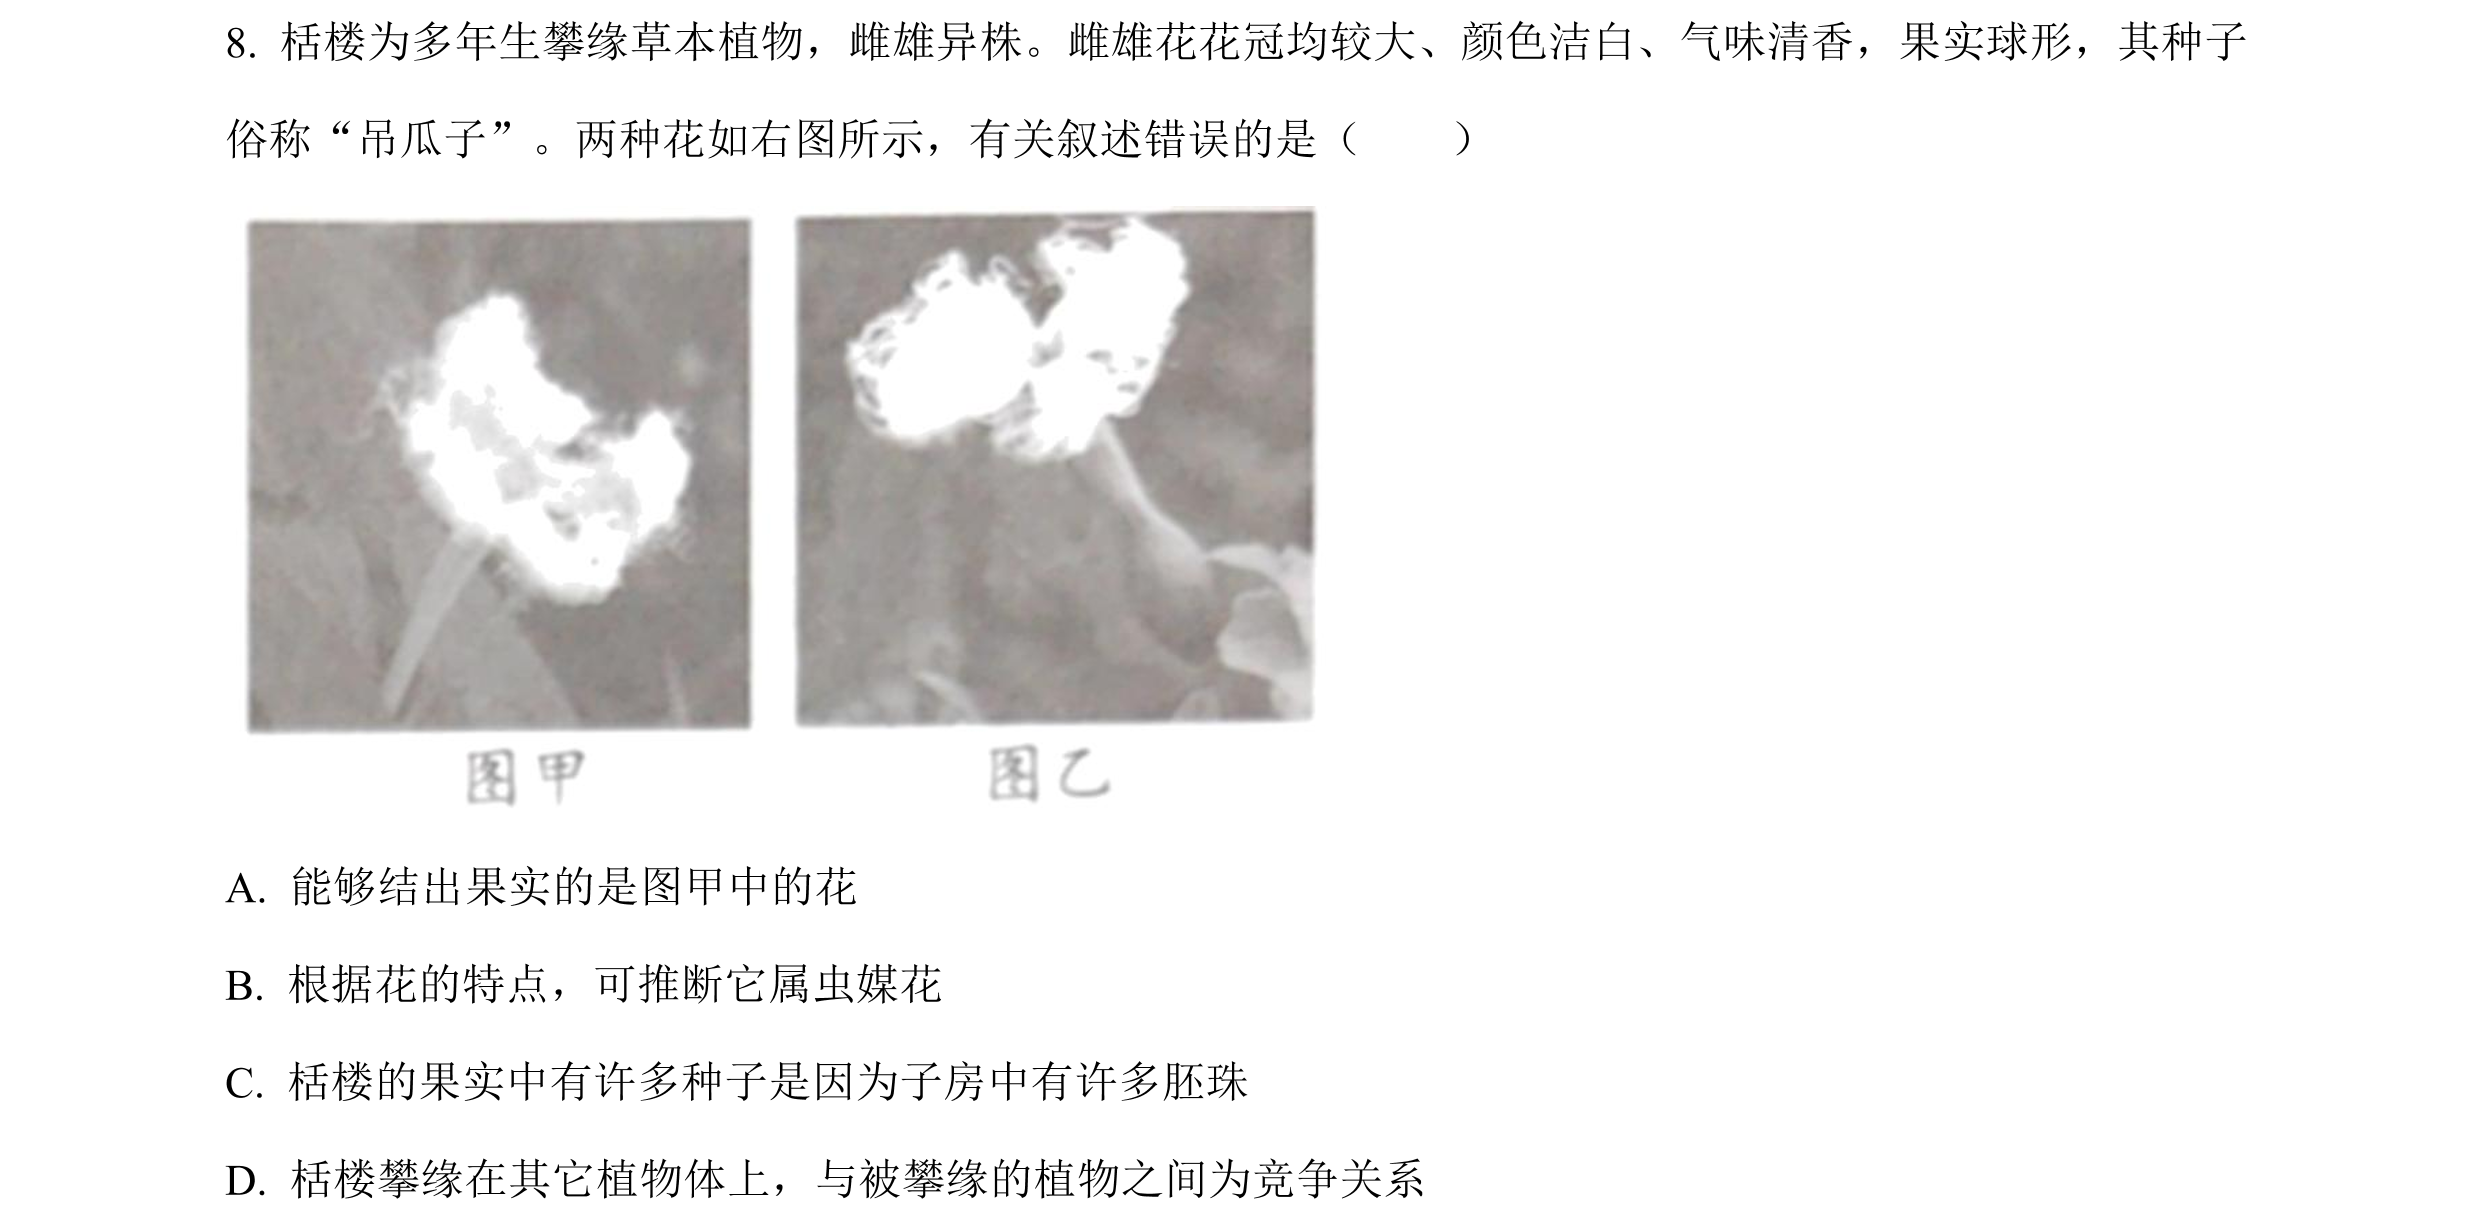 8. 栝楼为多年生攀缘草本植物，雌雄异株。雌雄花花冠均较大、颜色洁白、气味清香，果实球形，其种子
俗称“吊瓜子”。两种花如右图所示，有关叙述错误的是（　　）
图甲
图乙
A. 能够结出果实的是图甲中的花
B. 根据花的特点，可推断它属虫媒花
C. 栝楼的果实中有许多种子是因为子房中有许多胚珠
D. 栝楼攀缘在其它植物体上，与被攀缘的植物之间为竞争关系